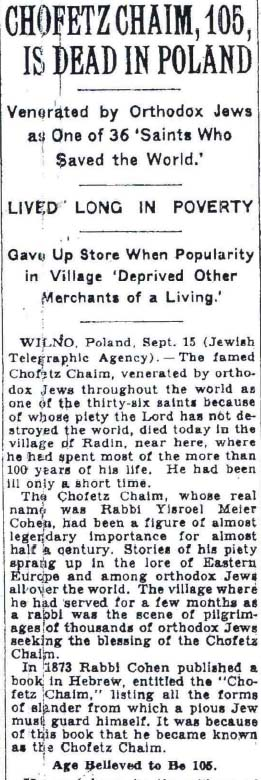 CHOFETZ CHAIM, 105,
IS DEAD IN POLAND
Venerated by Orthodox Jews
as One of 36 'Saints Who
Saved the World.'
LIVED LONG IN POVERTY
Gave Up Store When Popularity
in Village 'Deprived Other
Merchants of a Living.'
WILNO, Poland, Sept. 15 (Jewish
Telegraphic Agency).—The famed
Chofetz Chaim, venerated by ortho-
dox Jews throughout the world as
one of the thirty-six saints because
of whose piety the Lord has not de-
stroyed the world, died today in the
village of Radin, near here, where
he had spent most of the more than
100 years of his life. He had been
ill only a short time.
The Chofetz Chaim, whose real
name was Rabbi Yisroel Meier
Cohen, had been a figure of almost
legendary importance for almost
half a century. Stories of his piety
sprang up in the lore of Eastern
Europe and among orthodox Jews
all over the world. The village where
he had served for a few months as
a rabbi was the scene of pilgrim-
ages of thousands of orthodox Jews
seeking the blessing of the Chofetz
Chaim.
In 1873 Rabbi Cohen published a
book in Hebrew, entitled the "Cho-
fetz Chaim," listing all the forms
of slander from which a pious Jew
must guard himself. It was because
of this book that he became known
as the Chofetz Chaim.
Age Believed to Be 105.